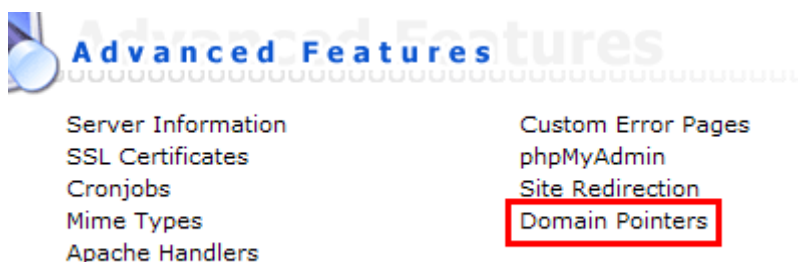 Advanced Features
Server Information
SSL Certificates
Cronjobs
Mime Types
Apache Handlers
Custom Error Pages
phpMyAdmin
Site Redirection
Domain Pointers